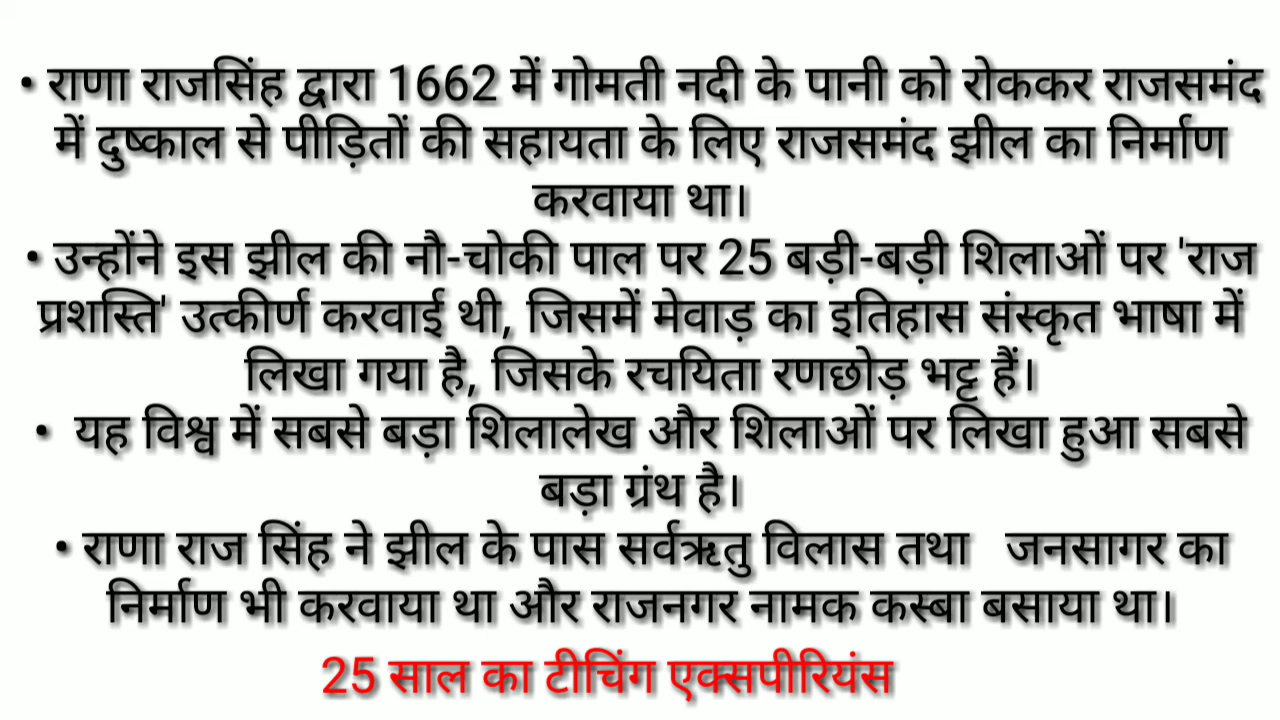 • राणा राजसिंह द्वारा 1662 में गोमती नदी के पानी को रोककर राजसमंद
में दुष्काल से पीड़ितों की सहायता के लिए राजसमंद झील का निर्माण
करवाया था।
• उन्होंने इस झील की नौ-चोकी पाल पर 25 बड़ी-बड़ी शिलाओं पर 'राज
प्रशस्ति' उत्कीर्ण करवाई थी, जिसमें मेवाड़ का इतिहास संस्कृत भाषा में
लिखा गया है, जिसके रचयिता रणछोड़ भट्ट हैं।
• यह विश्व में सबसे बड़ा शिलालेख और शिलाओं पर लिखा हुआ सबसे
बड़ा ग्रंथ है।
• राणा राज सिंह ने झील के पास सर्वऋतु विलास तथा जनसागर का
निर्माण भी करवाया था और राजनगर नामक कस्बा बसाया था।
25 साल का टीचिंग एक्सपीरियंस